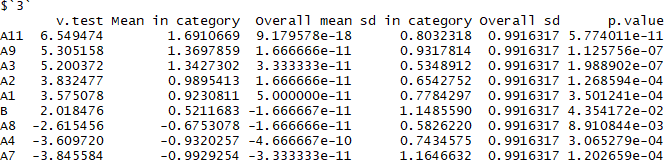 $`3`
v.test Mean in category Overall mean sd in category Overall sd p.value
A11 6.549474 1.6910669 9.179578e-18 0.8032318 0.9916317 5.774011e-11
A9 5.305158 1.3697859 1.666666e-11 0.9317814 0.9916317 1.125756e-07
A3 5.200372 1.3427302 3.333333e-11 0.5348912 0.9916317 1.988902e-07
A2 3.832477 0.9895413 1.666666e-11 0.6542752 0.9916317 1.268594e-04
A1 3.575078 0.9230811 5.000000e-11 0.7784297 0.9916317 3.501241e-04
B 2.018476 0.5211683 -1.666667e-11 1.1485590 0.9916317 4.354172e-02
A8 -2.615456 -0.6753078 -1.666666e-11 0.5826220 0.9916317 8.910844e-03
A4 -3.609720 -0.9320257 -4.666667e-10 0.7434575 0.9916317 3.065279e-04
A7 -3.845584 -0.9929254 -3.333333e-11 1.1646632 0.9916317 1.202659e-04